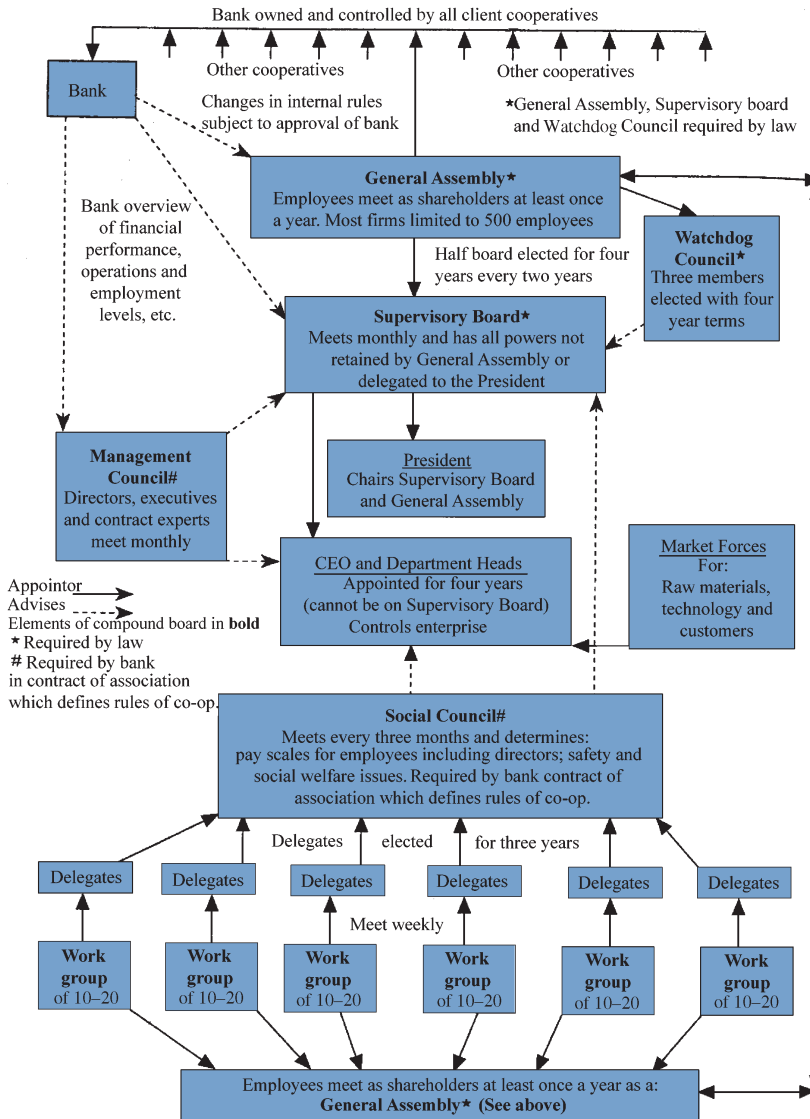 Bank owned and controlled by all client cooperatives
Other cooperatives
Other cooperatives
Bank
Changes in internal rules
subject to approval of bank
★General Assembly, Supervisory board
and Watchdog Council required by law
General Assembly★
Employees meet as shareholders at least once
a year. Most firms limited to 500 employees
Bank overview
of financial
performance,
operations and
employment
levels, etc.
Half board elected for four
years every two years
Watchdog
Council★
Three members
elected with four
year terms
Supervisory Board★
Meets monthly and has all powers not
retained by General Assembly or
delegated to the President
Management
Council#
Directors, executives
and contract experts
meet monthly
President
Chairs Supervisory Board
and General Assembly
CEO and Department Heads
Appointed for four years
(cannot be on Supervisory Board)
Controls enterprise
Market Forces
For:
Raw materials,
technology and
customers
Appointor
Advises
Elements of compound board in bold
★ Required by law
# Required by bank
in contract of association
which defines rules of co-op.
Social Council#
Meets every three months and determines:
pay scales for employees including directors; safety and
social welfare issues. Required by bank contract of
association which defines rules of co-op.
Delegates elected for three years
Delegates
Delegates
Delegates
Delegates
Delegates
Delegates
Meet weekly
Work
group
of 10–20
Work
group
of 10–20
Work
group
of 10–20
Work
group
of 10–20
Work
group
of 10–20
Work
group
of 10–20
Employees meet as shareholders at least once a year as a:
General Assembly★ (See above)